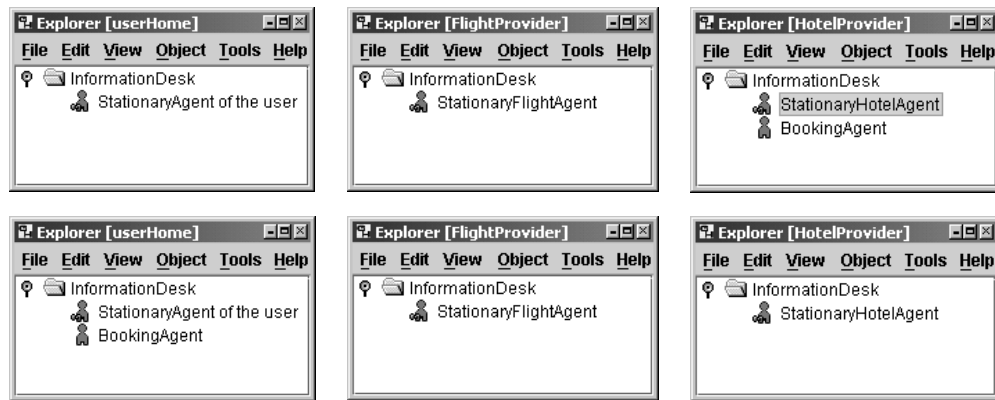 Explorer [userHome]
File Edit View Object Tools Help
InformationDesk
StationaryAgent of the user
Explorer [FlightProvider]
File Edit View Object Tools Help
InformationDesk
StationaryFlightAgent
Explorer [HotelProvider]
File Edit View Object Tools Help
InformationDesk
StationaryHotelAgent
BookingAgent
Explorer [userHome]
File Edit View Object Tools Help
InformationDesk
StationaryAgent of the user
BookingAgent
Explorer [FlightProvider]
File Edit View Object Tools Help
InformationDesk
StationaryFlightAgent
Explorer [HotelProvider]
File Edit View Object Tools Help
InformationDesk
StationaryHotelAgent